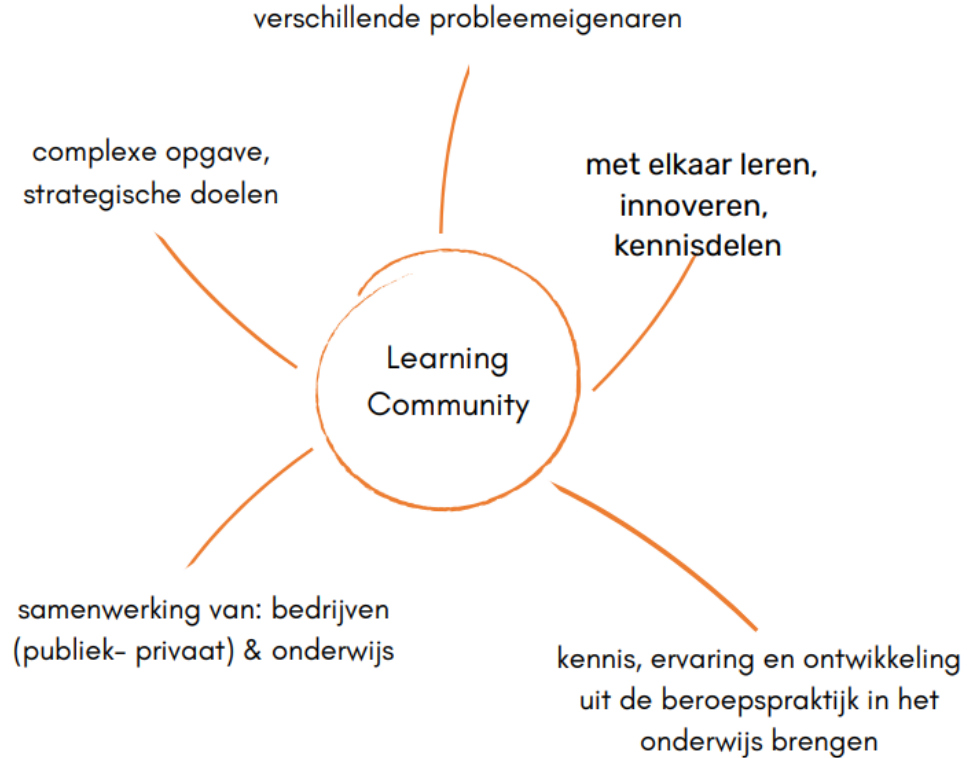 verschillende probleemeigenaren
complexe opgave,
strategische doelen
met elkaar leren,
innoveren,
kennisdelen
Learning
Community
samenwerking van: bedrijven
(publiek- privaat) & onderwijs
kennis, ervaring en ontwikkeling
uit de beroepspraktijk in het
onderwijs brengen